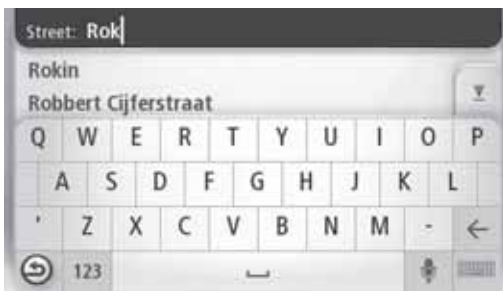 Street: Rok
Rokin
Robbert Cijferstraat
Q W E R T Y U I O P
A S D F G H J K L
' Z X C V B N M -
123